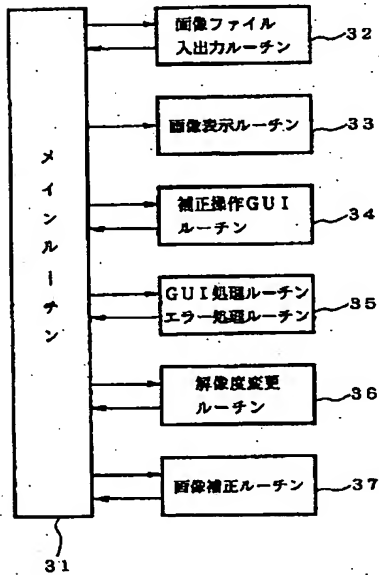 画像ファイル
入出力ルーチン
32
画像表示ルーチン
33
メインルーチン
補正操作GUI
ルーチン
34
GUI処理ルーチン
エラー処理ルーチン
35
解像度変更
ルーチン
36
画像補正ルーチン
37
31